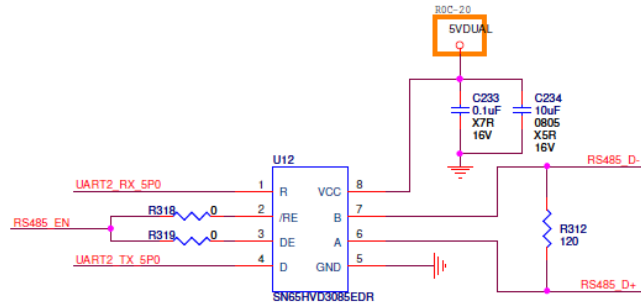 ROC-20
5VDUAL
C233
0.1uF
X7R
16V
C234
10uF
0805
X5R
16V
U12
UART2_RX_5P0
1
R
VCC
8
RS485_D-
R318
0
2
/RE
B
7
RS485_EN
R319
0
3
DE
A
6
R312
120
UART2_TX_5P0
4
D
GND
5
RS485_D+
SN65HVD3085EDR